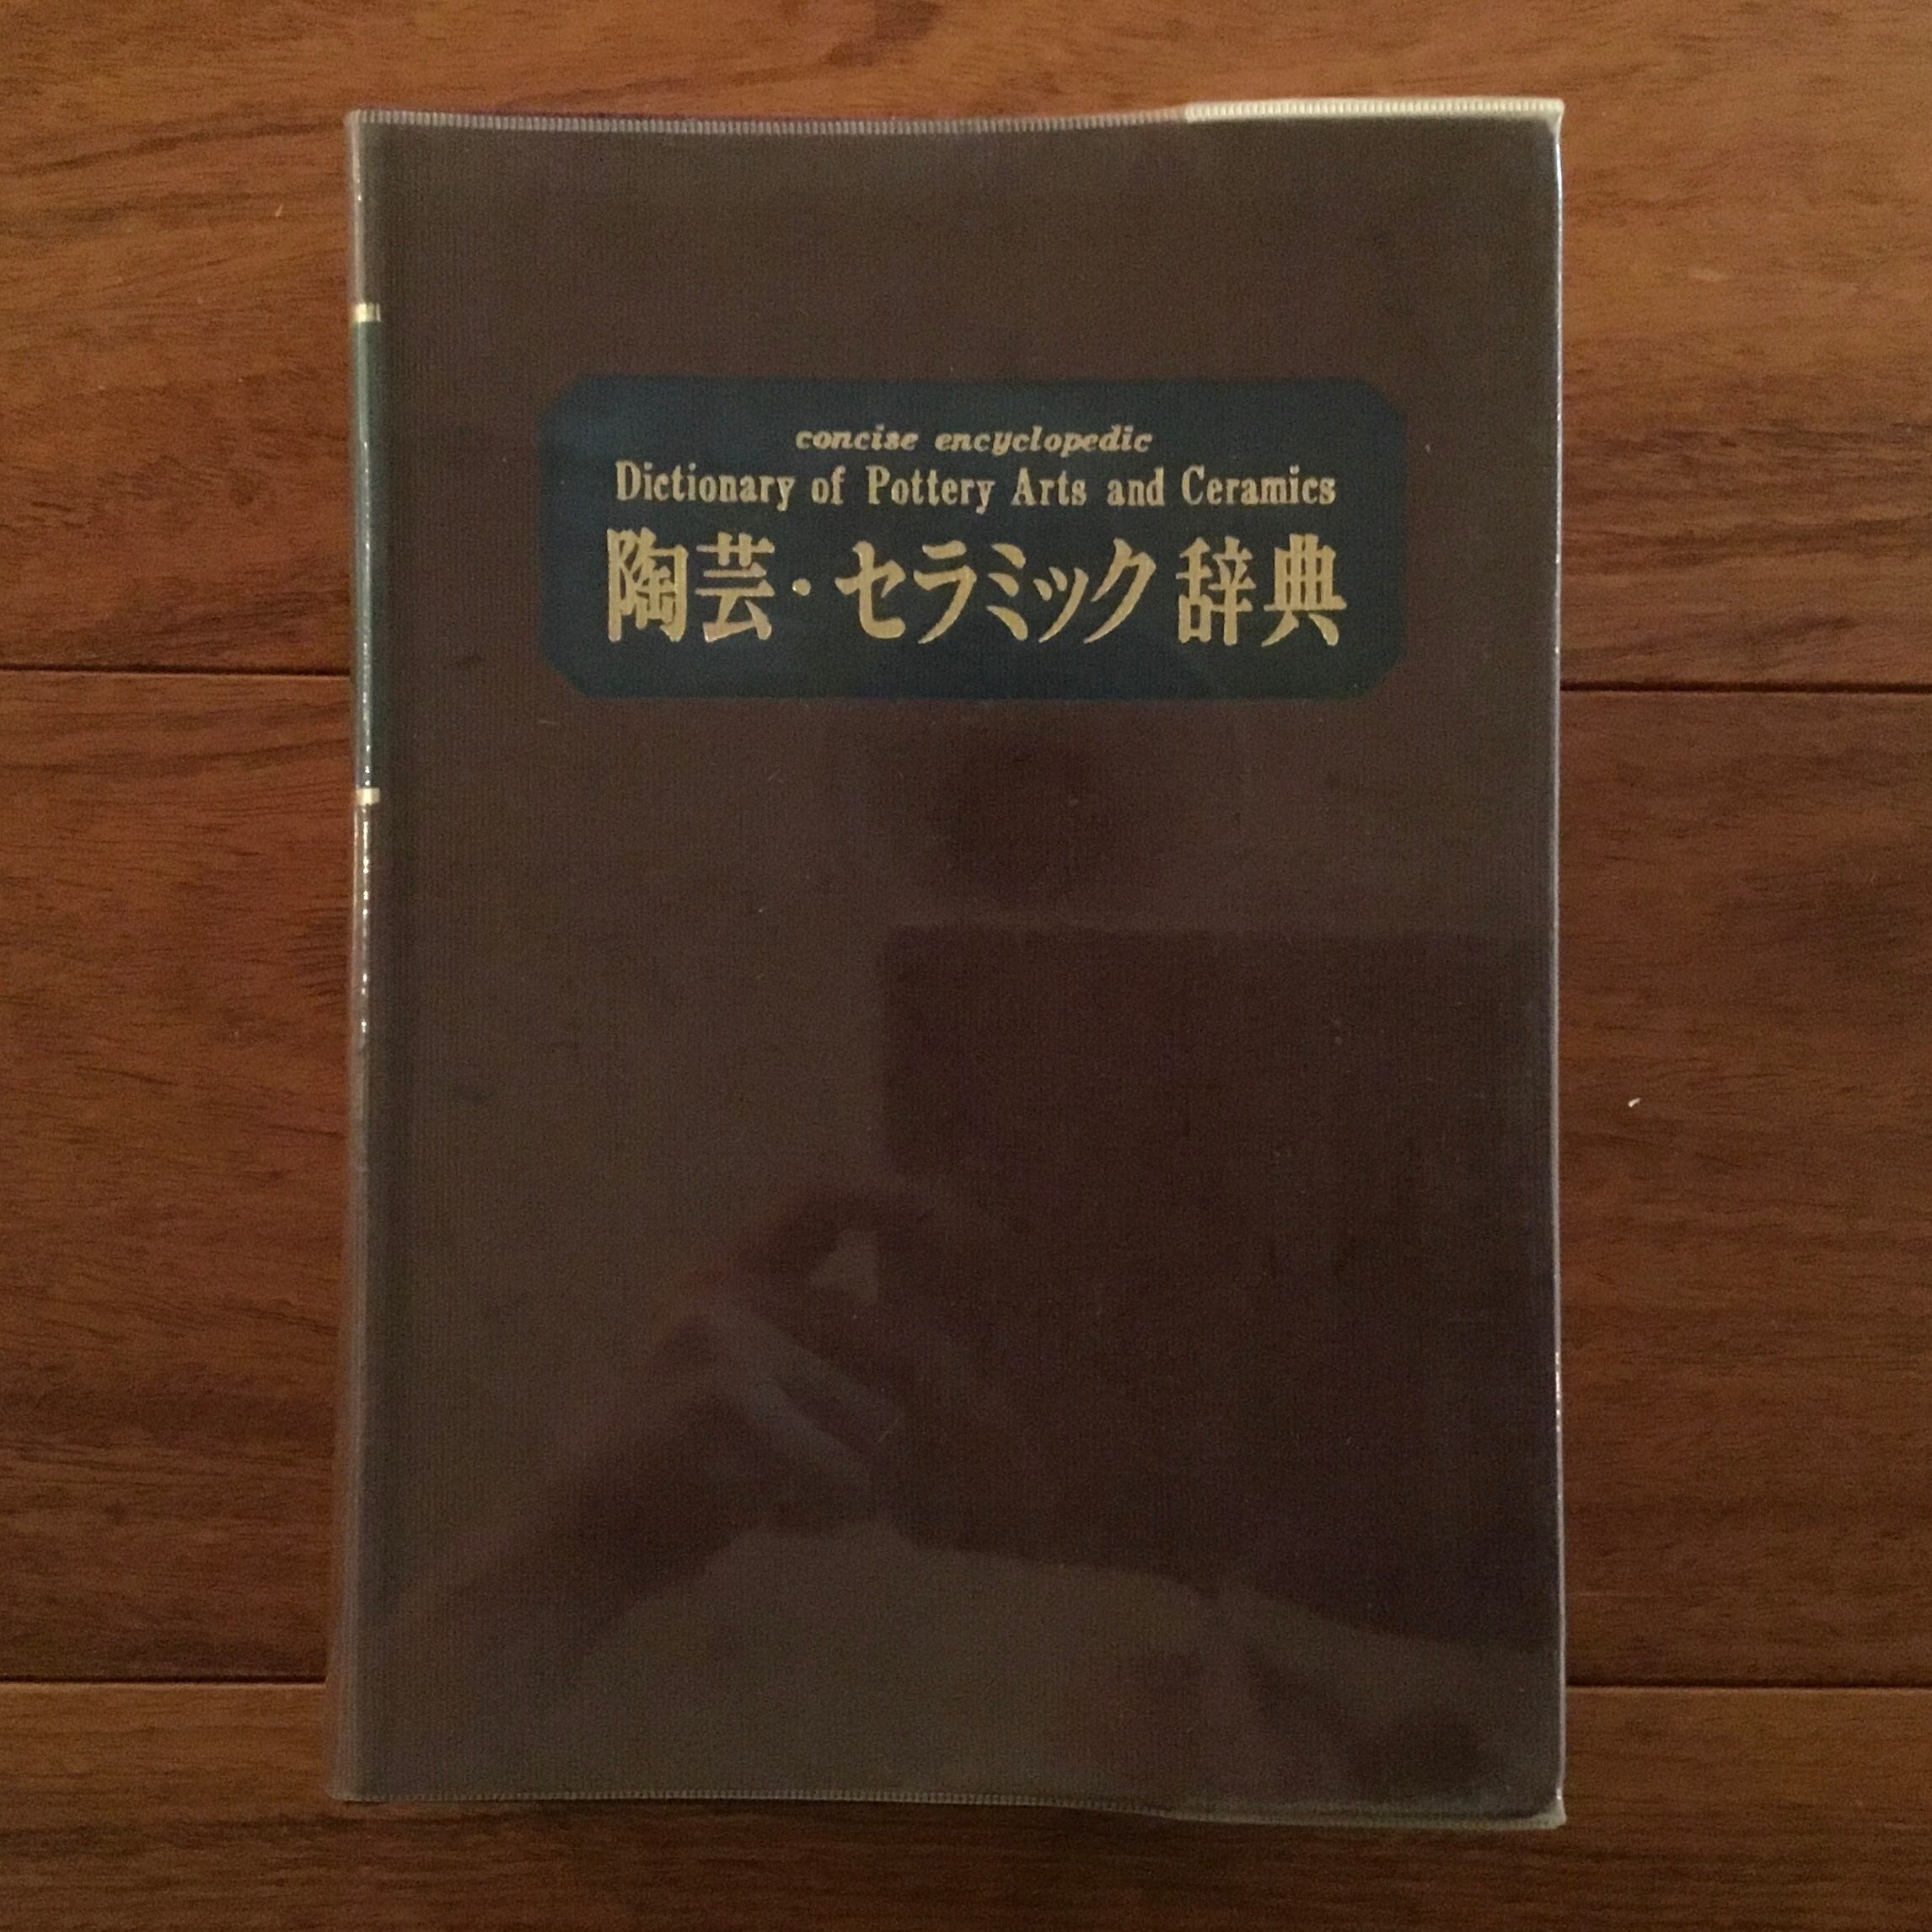 concise encyclopedic
Dictionary of Pottery Arts and Ceramics
陶芸・セラミック辞典